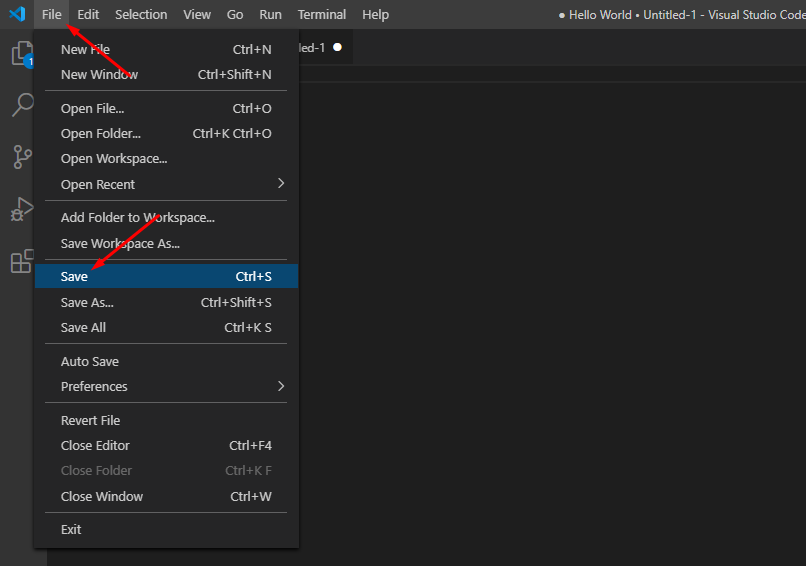 File Edit Selection View Go Run Terminal Help ● Hello World • Untitled-1 - Visual Studio Code
led-1 ●
1
New File Ctrl+N
New Window Ctrl+Shift+N
Open File... Ctrl+O
Open Folder... Ctrl+K Ctrl+O
Open Workspace...
Open Recent
Add Folder to Workspace...
Save Workspace As...
Save Ctrl+S
Save As... Ctrl+Shift+S
Save All Ctrl+K S
Auto Save
Preferences
Revert File
Close Editor Ctrl+F4
Close Folder Ctrl+K F
Close Window Ctrl+W
Exit